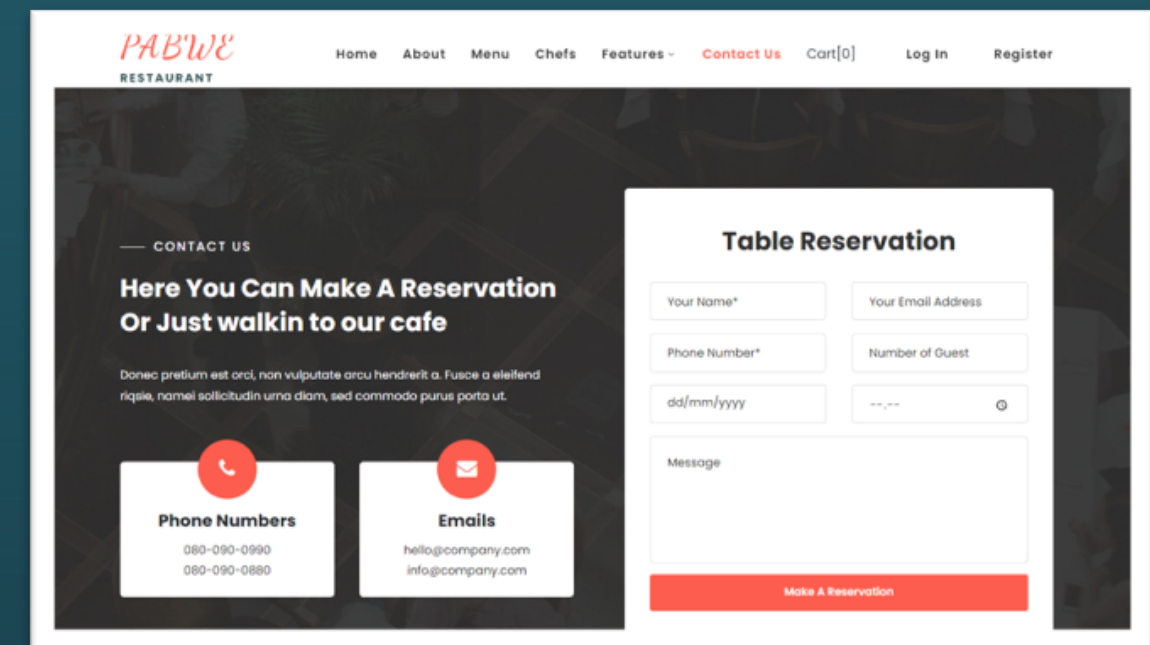 PABWE
RESTAURANT
Home About Menu Chefs Features Contact Us Cart[0] Log In Register
CONTACT US
Here You Can Make A Reservation
Or Just walkin to our cafe
Donec pretium est orci, non vulputate arcu hendrerit a. Fusce a eleifend
riqsie, namei sollicitudin urna diam, sed commodo purus porta ut.
Phone Numbers
080-090-0990
080-090-0880
Emails
hello@company.com
info@company.com
Table Reservation
Your Name* Your Email Address
Phone Number* Number of Guest
dd/mm/yyyy --.--
Message
Make A Reservation